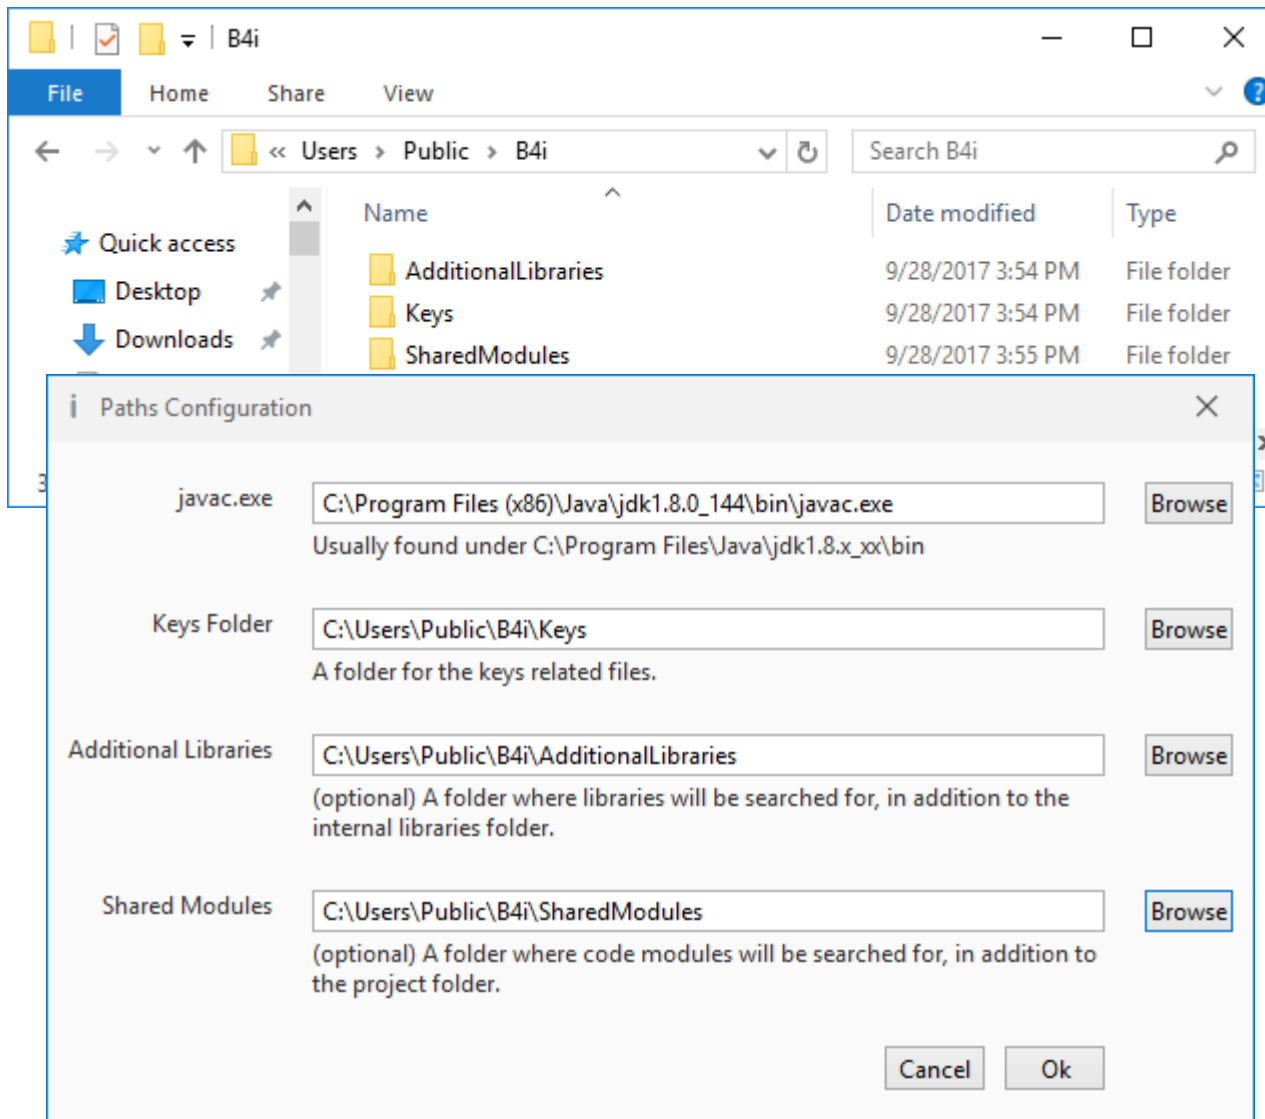 B4i
File Home Share View
?
« Users > Public > B4i
Search B4i
Name Date modified Type
Quick access
Desktop
Downloads
AdditionalLibraries 9/28/2017 3:54 PM File folder
Keys 9/28/2017 3:54 PM File folder
SharedModules 9/28/2017 3:55 PM File folder
3
i Paths Configuration
javac.exe C:\Program Files (x86)\Java\jdk1.8.0_144\bin\javac.exe Browse
Usually found under C:\Program Files\Java\jdk1.8.x_xx\bin
Keys Folder C:\Users\Public\B4i\Keys Browse
A folder for the keys related files.
Additional Libraries C:\Users\Public\B4i\AdditionalLibraries Browse
(optional) A folder where libraries will be searched for, in addition to the
internal libraries folder.
Shared Modules C:\Users\Public\B4i\SharedModules Browse
(optional) A folder where code modules will be searched for, in addition to
the project folder.
Cancel Ok